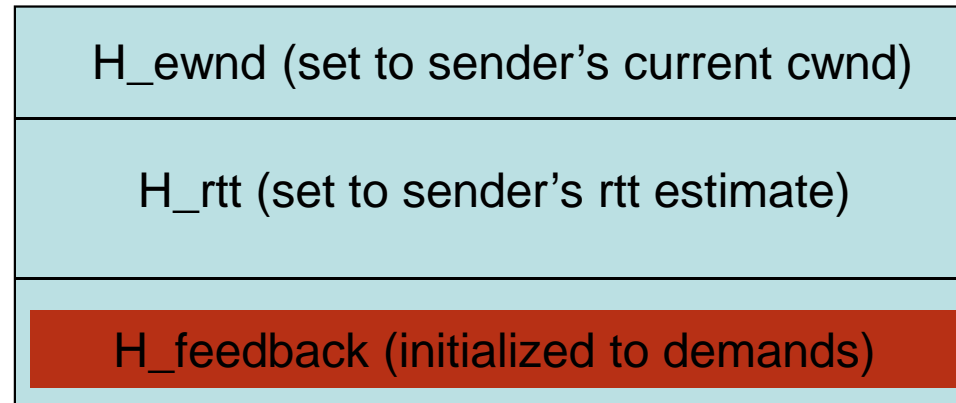 H_ewnd (set to sender’s current cwnd)
H_rtt (set to sender’s rtt estimate)
H_feedback (initialized to demands)